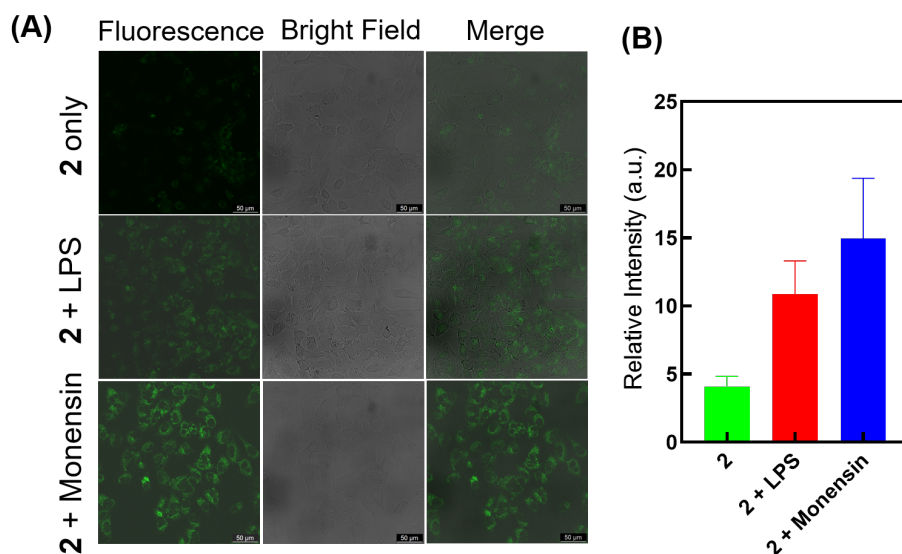 (A)
Fluorescence Bright Field Merge
2 only
50 µm 50 µm 50 µm
2 + LPS
50 µm 50 µm 50 µm
2 + Monensin
50 µm 50 µm 50 µm
(B)
Relative Intensity (a.u.)
25
20
15
10
5
0
2
2 + LPS
2 + Monensin